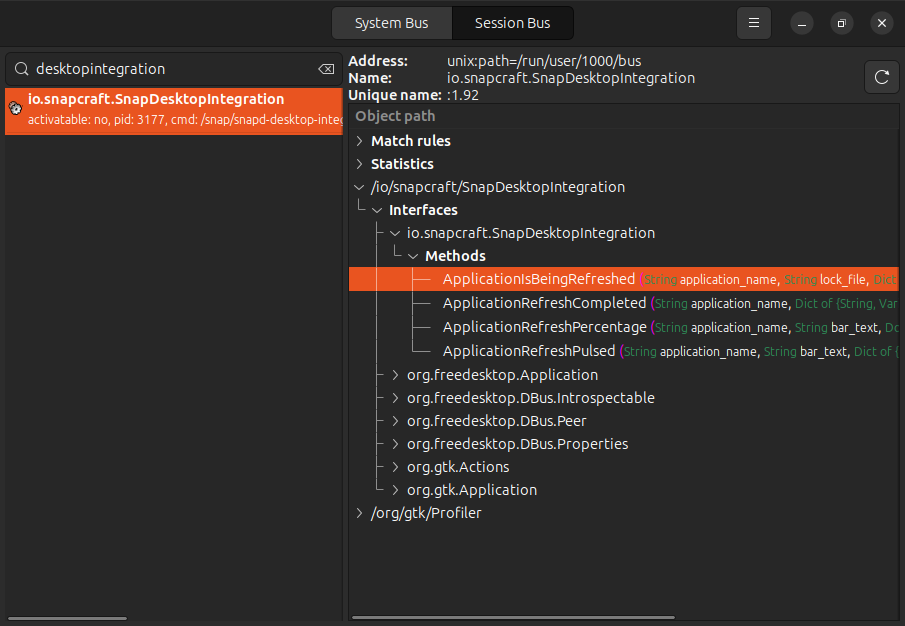 System Bus
Session Bus
desktopintegration
io.snapcraft.SnapDesktopIntegration
activatable: no, pid: 3177, cmd: /snap/snapd-desktop-integ
Address: unix:path=/run/user/1000/bus
Name: io.snapcraft.SnapDesktopIntegration
Unique name: :1.92
Object path
Match rules
Statistics
/io/snapcraft/SnapDesktopIntegration
Interfaces
io.snapcraft.SnapDesktopIntegration
Methods
ApplicationIsBeingRefreshed (String application_name, String lock_file, Dict
ApplicationRefreshCompleted (String application_name, Dict of {String, Var
ApplicationRefreshPercentage (String application_name, String bar_text, Do
ApplicationRefreshPulsed (String application_name, String bar_text, Dict of {
org.freedesktop.Application
org.freedesktop.DBus.Introspectable
org.freedesktop.DBus.Peer
org.freedesktop.DBus.Properties
org.gtk.Actions
org.gtk.Application
/org/gtk/Profiler